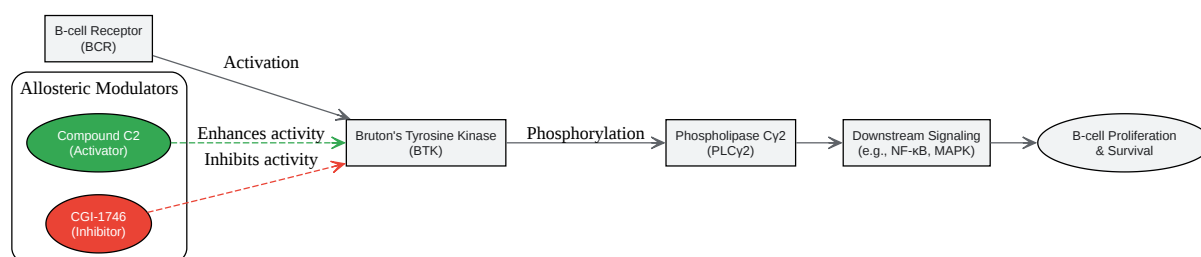 B-cell Receptor
(BCR)
Activation
Allosteric Modulators
Compound C2
(Activator)
Enhances activity
Inhibits activity
CGI-1746
(Inhibitor)
Bruton's Tyrosine Kinase
(BTK)
Phosphorylation
Phospholipase Cγ2
(PLCγ2)
Downstream Signaling
(e.g., NF-κB, MAPK)
B-cell Proliferation
& Survival